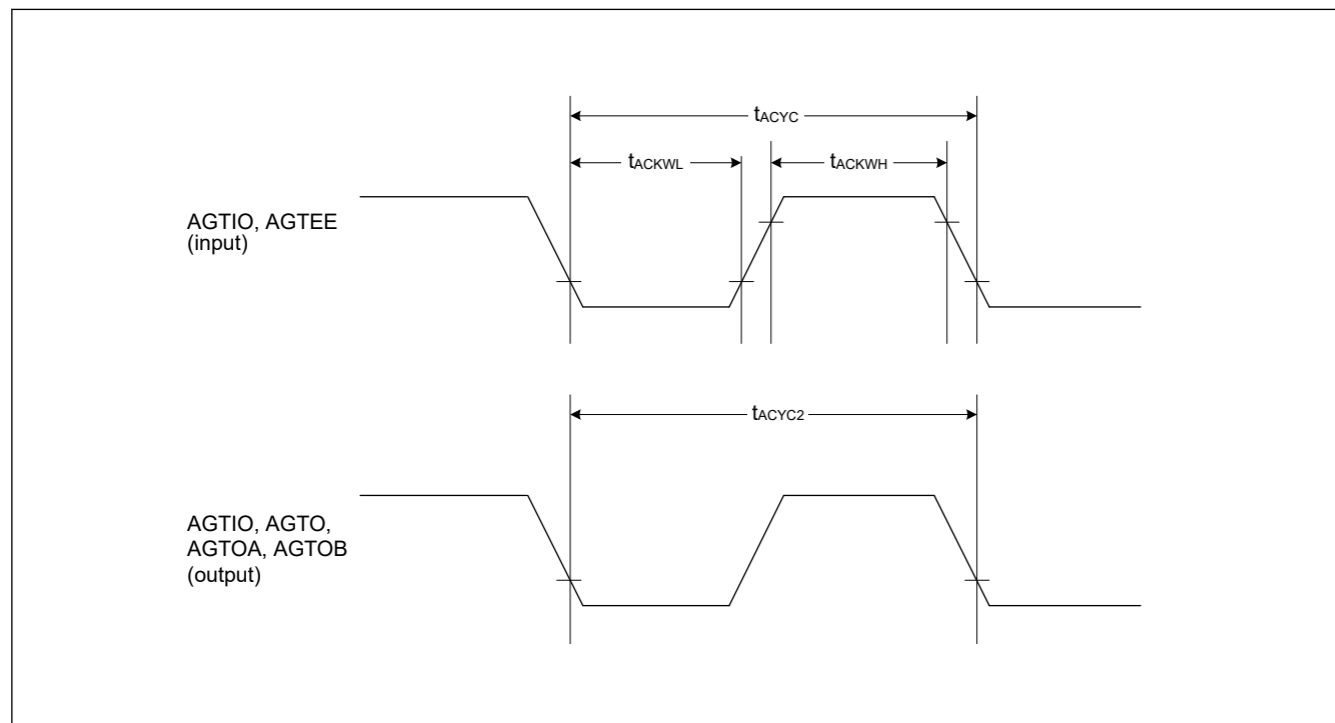 tACYC
tACKWL
tACKWH
AGTIO, AGTEE
(input)
tACYC2
AGTIO, AGTO,
AGTOA, AGTOB
(output)